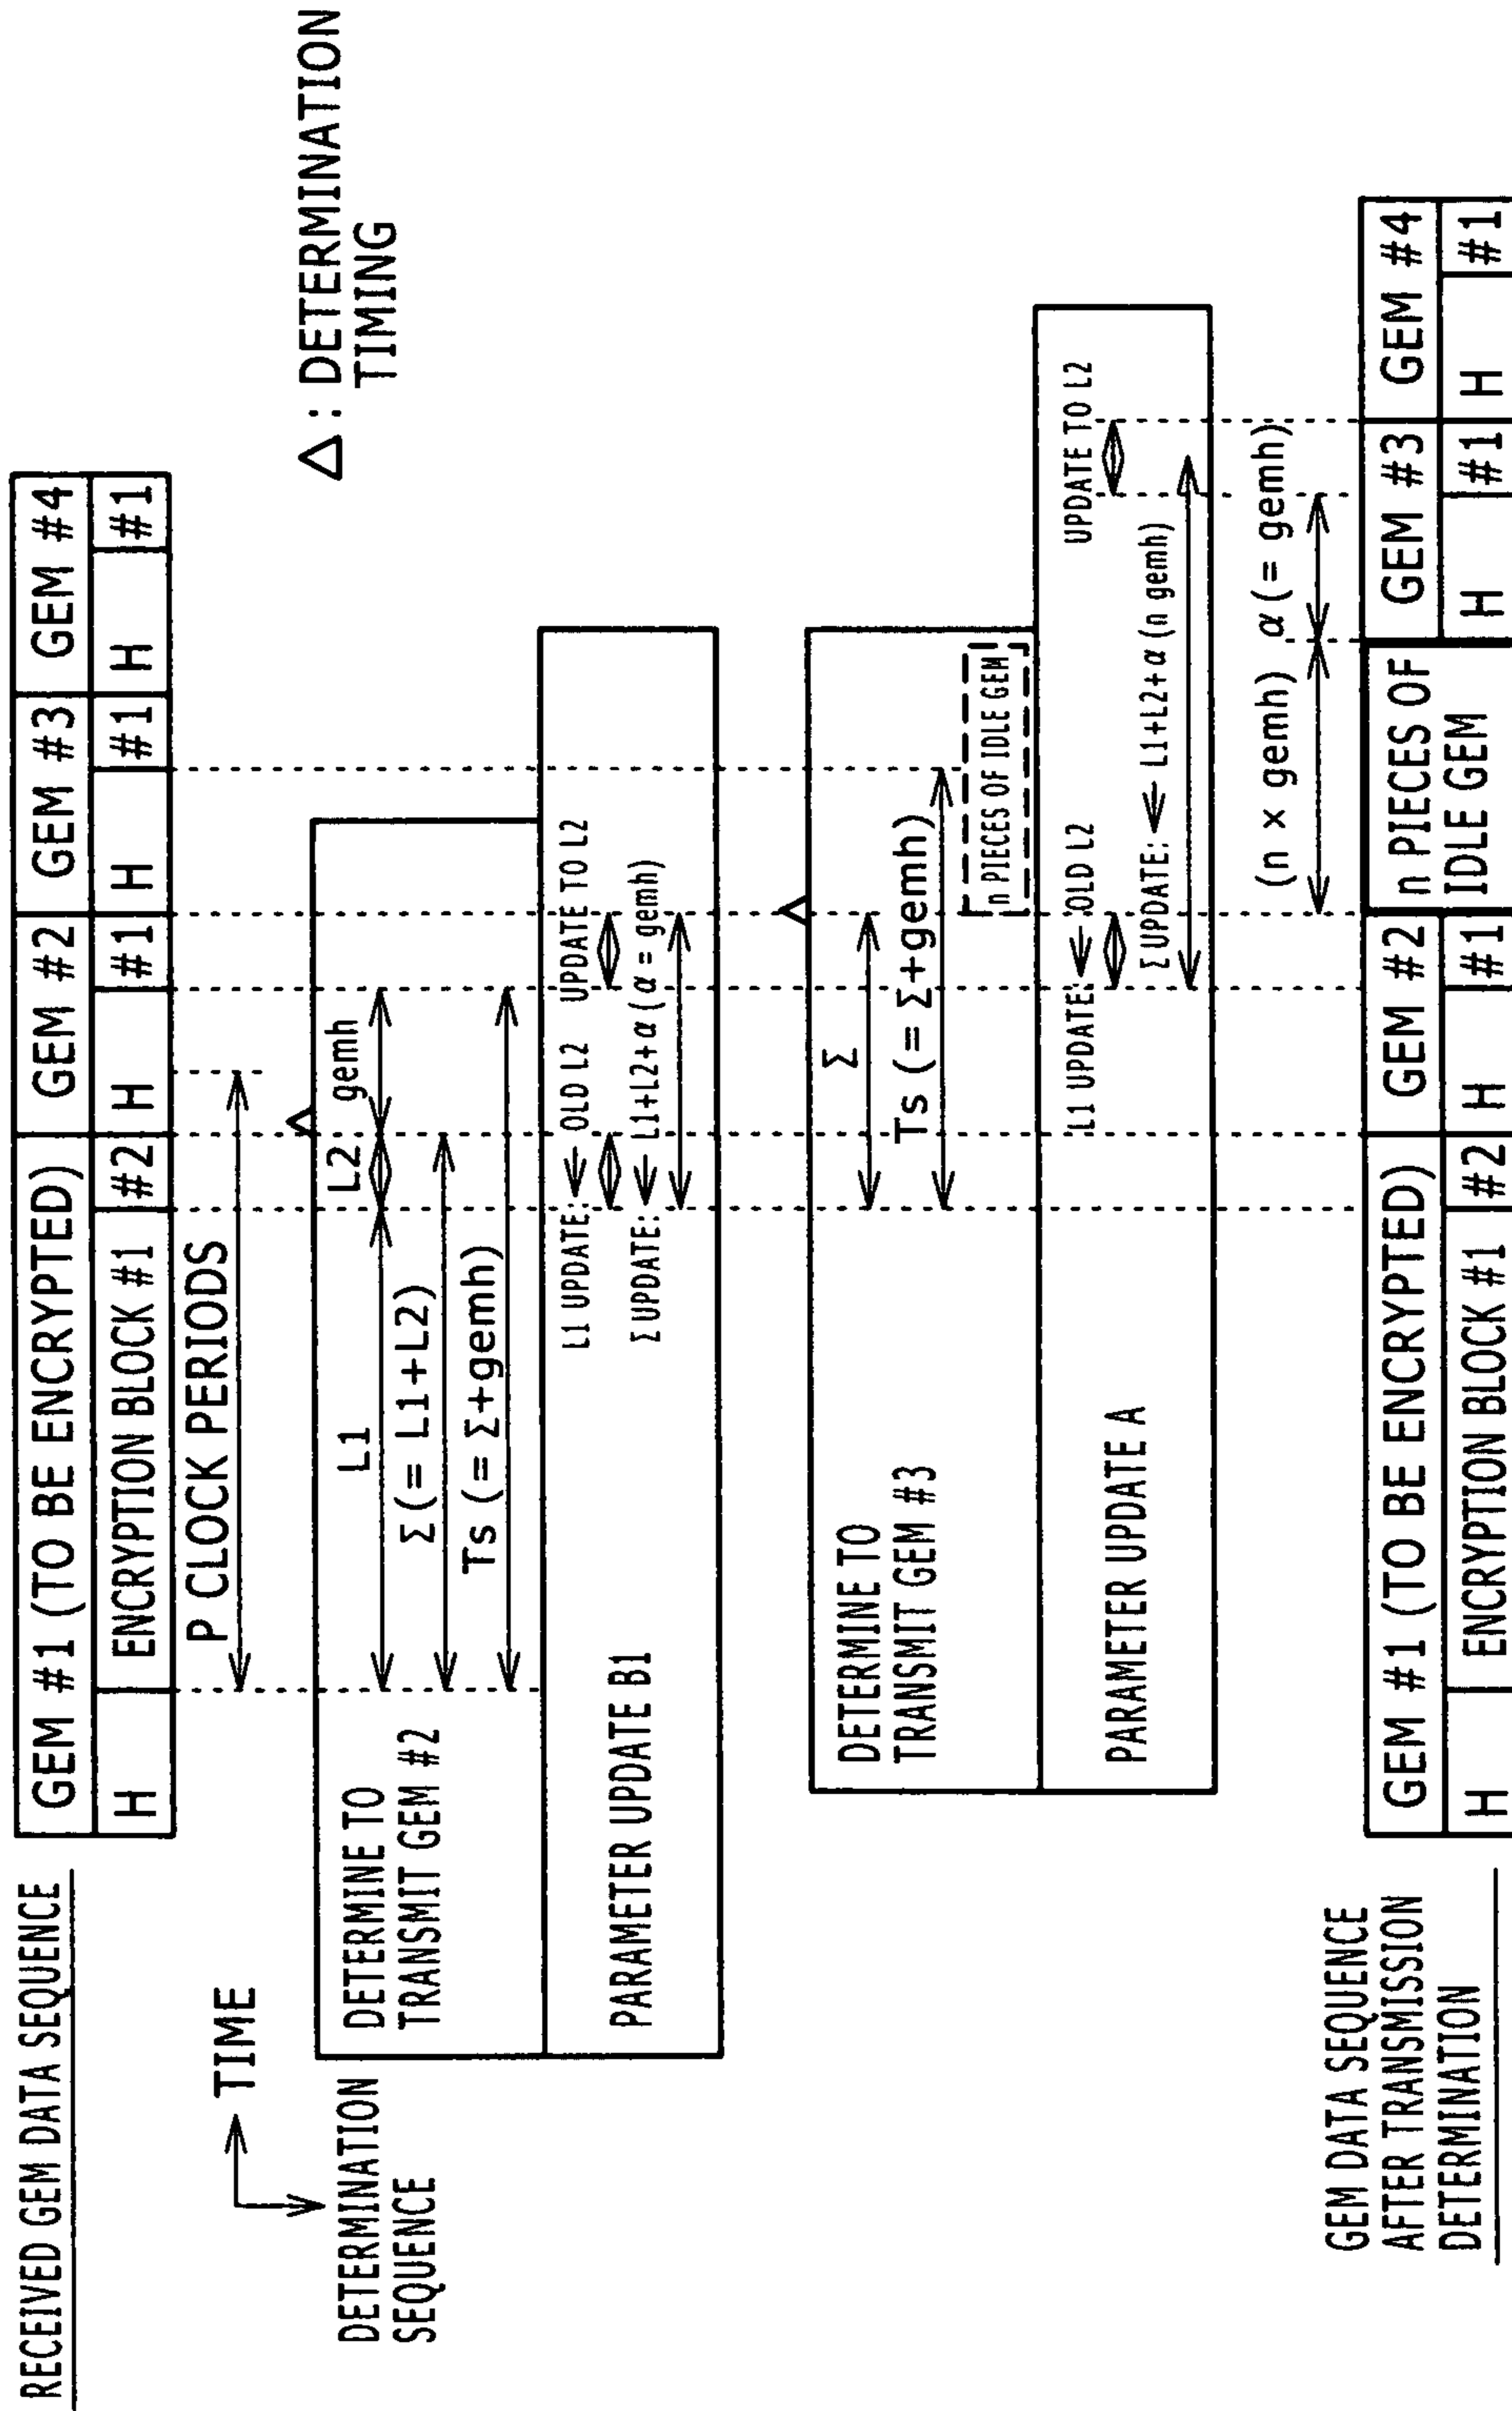 RECEIVED GEM DATA SEQUENCE
GEM #1 (TO BE ENCRYPTED) GEM #2 GEM #3 GEM #4
H ENCRYPTION BLOCK #1 #2 H #1 H #1 H #1
P CLOCK PERIODS
TIME
△: DETERMINATION
TIMING
DETERMINATION
SEQUENCE
DETERMINE TO
TRANSMIT GEM #2
L1 L2 gemh
Σ (= L1+L2)
Ts (= Σ+gemh)
PARAMETER UPDATE B1
L1 UPDATE: ← OLD L2 UPDATE TO L2
Σ UPDATE: ← L1+L2+α (α = gemh)
DETERMINE TO
TRANSMIT GEM #3
Σ
Ts (= Σ+gemh)
n PIECES OF IDLE GEM
PARAMETER UPDATE A
L1 UPDATE: ← OLD L2 UPDATE TO L2
Σ UPDATE: ← L1+L2+α (n gemh)
(n x gemh) α (= gemh)
GEM DATA SEQUENCE
AFTER TRANSMISSION
DETERMINATION
GEM #1 (TO BE ENCRYPTED) GEM #2 n PIECES OF IDLE GEM GEM #3 GEM #4
H ENCRYPTION BLOCK #1 #2 H #1 H #1 H #1